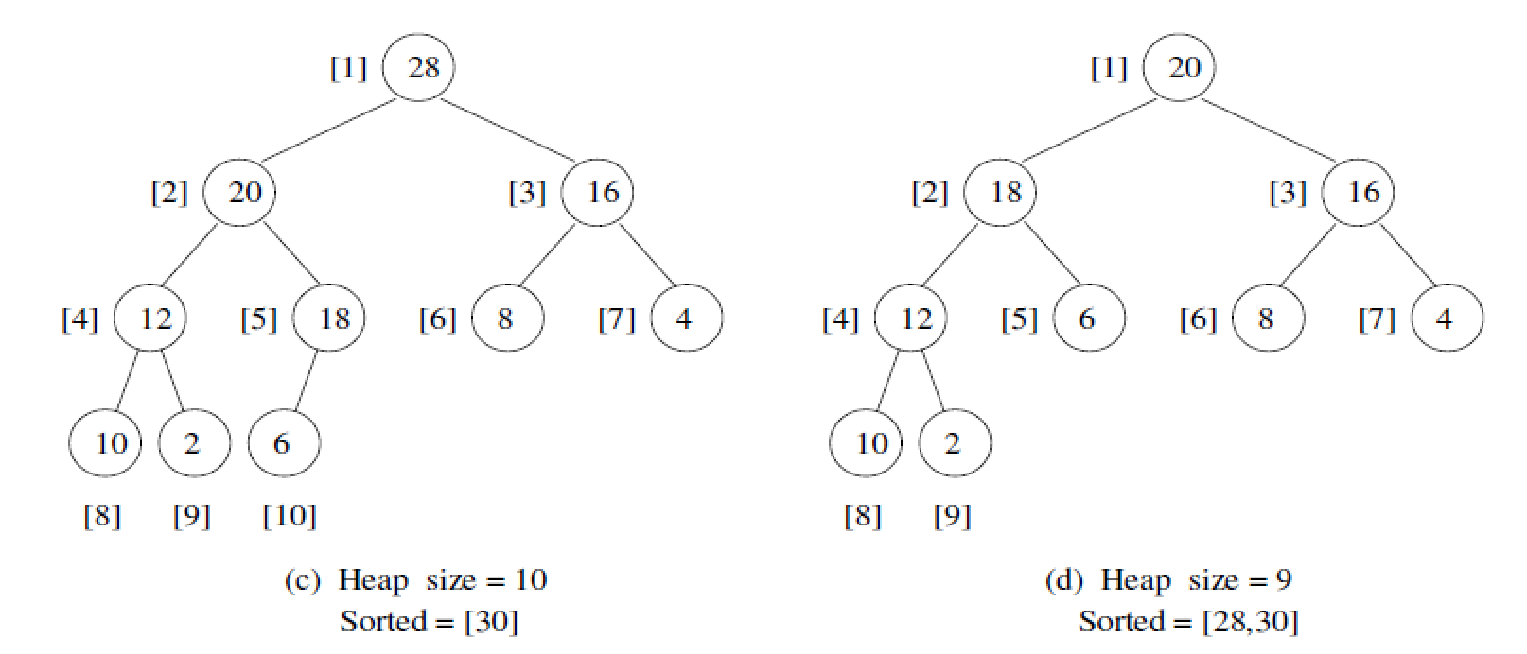 [1] 28
[2] 20 [3] 16
[4] 12 [5] 18 [6] 8 [7] 4
10 2 6
[8] [9] [10]
(c) Heap size = 10
Sorted = [30]
[1] 20
[2] 18 [3] 16
[4] 12 [5] 6 [6] 8 [7] 4
10 2
[8] [9]
(d) Heap size = 9
Sorted = [28,30]